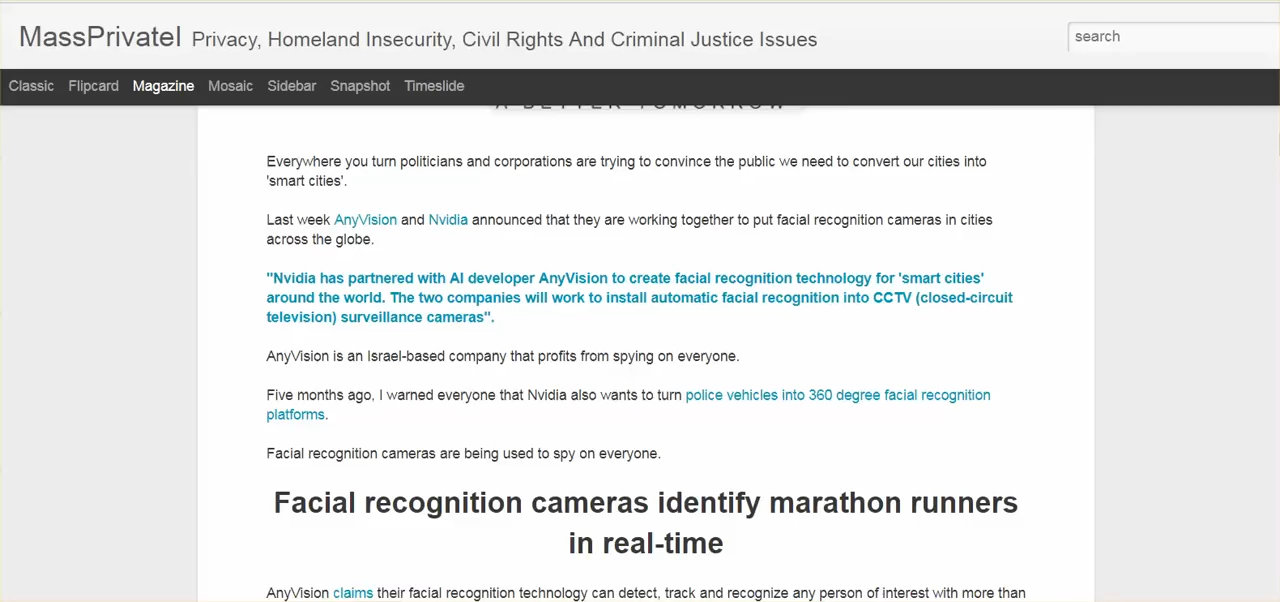 MassPrivateI Privacy, Homeland Insecurity, Civil Rights And Criminal Justice Issues
search
Classic Flipcard Magazine Mosaic Sidebar Snapshot Timeslide
A BETTER TOMORROW
Everywhere you turn politicians and corporations are trying to convince the public we need to convert our cities into
'smart cities'.
Last week AnyVision and Nvidia announced that they are working together to put facial recognition cameras in cities
across the globe.
"Nvidia has partnered with AI developer AnyVision to create facial recognition technology for 'smart cities'
around the world. The two companies will work to install automatic facial recognition into CCTV (closed-circuit
television) surveillance cameras".
AnyVision is an Israel-based company that profits from spying on everyone.
Five months ago, I warned everyone that Nvidia also wants to turn police vehicles into 360 degree facial recognition
platforms.
Facial recognition cameras are being used to spy on everyone.
Facial recognition cameras identify marathon runners
in real-time
AnyVision claims their facial recognition technology can detect, track and recognize any person of interest with more than